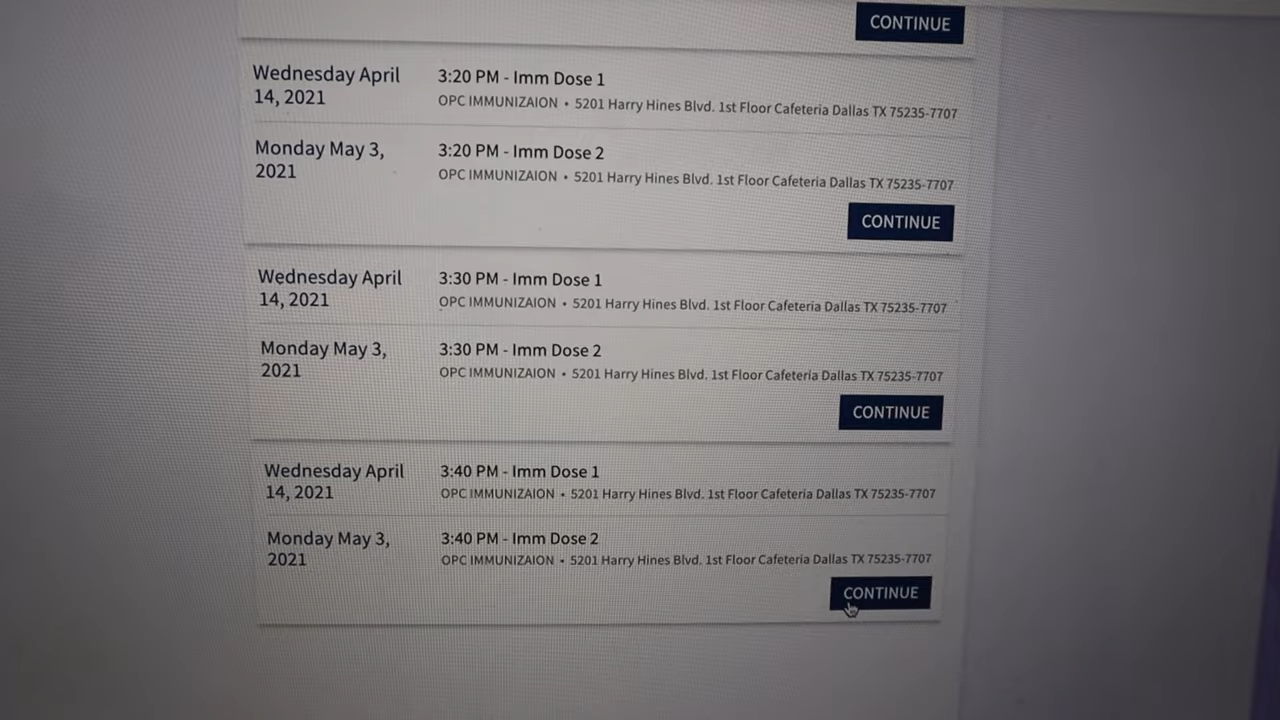 CONTINUE
Wednesday April 14, 2021
3:20 PM - Imm Dose 1
OPC IMMUNIZAION • 5201 Harry Hines Blvd. 1st Floor Cafeteria Dallas TX 75235-7707
Monday May 3, 2021
3:20 PM - Imm Dose 2
OPC IMMUNIZAION • 5201 Harry Hines Blvd. 1st Floor Cafeteria Dallas TX 75235-7707
CONTINUE
Wednesday April 14, 2021
3:30 PM - Imm Dose 1
OPC IMMUNIZAION • 5201 Harry Hines Blvd. 1st Floor Cafeteria Dallas TX 75235-7707
Monday May 3, 2021
3:30 PM - Imm Dose 2
OPC IMMUNIZAION • 5201 Harry Hines Blvd. 1st Floor Cafeteria Dallas TX 75235-7707
CONTINUE
Wednesday April 14, 2021
3:40 PM - Imm Dose 1
OPC IMMUNIZAION • 5201 Harry Hines Blvd. 1st Floor Cafeteria Dallas TX 75235-7707
Monday May 3, 2021
3:40 PM - Imm Dose 2
OPC IMMUNIZAION • 5201 Harry Hines Blvd. 1st Floor Cafeteria Dallas TX 75235-7707
CONTINUE